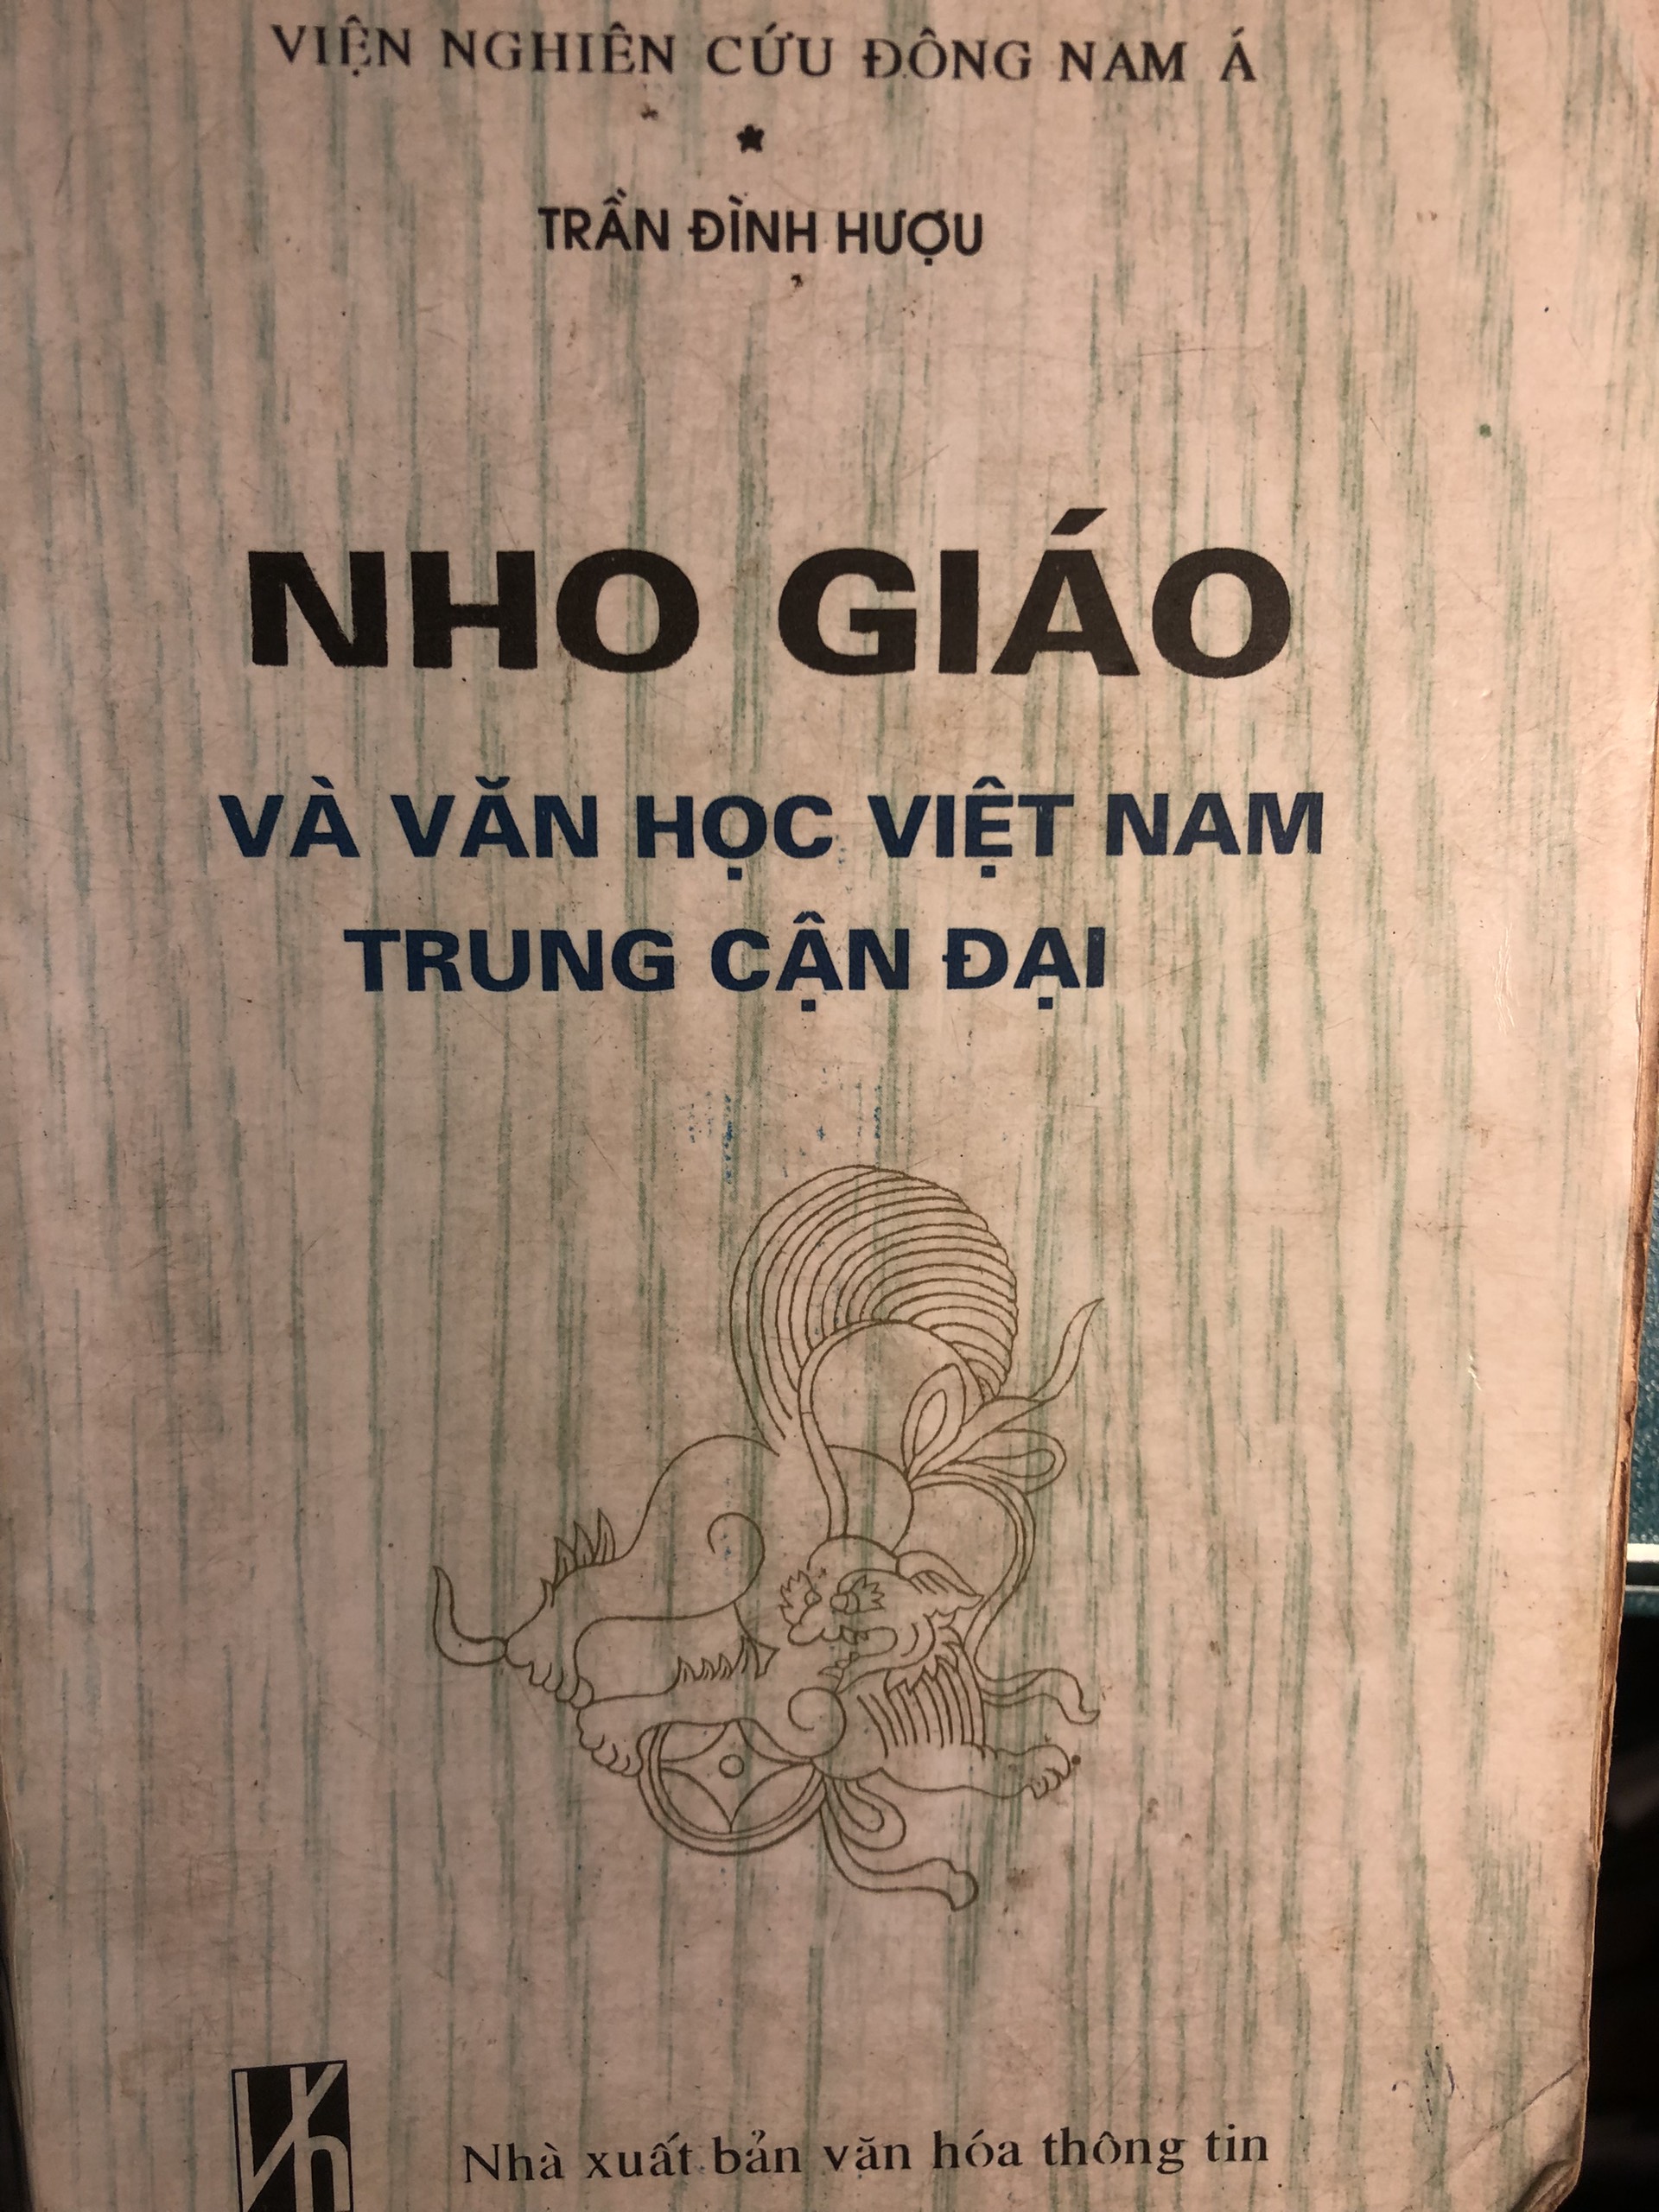 VIỆN NGHIÊN CỨU ĐÔNG NAM Á
TRẦN ĐÌNH HƯỢU
NHO GIÁO
VÀ VĂN HỌC VIỆT NAM
TRUNG CẬN ĐẠI
Vh
Nhà xuất bản văn hóa thông tin